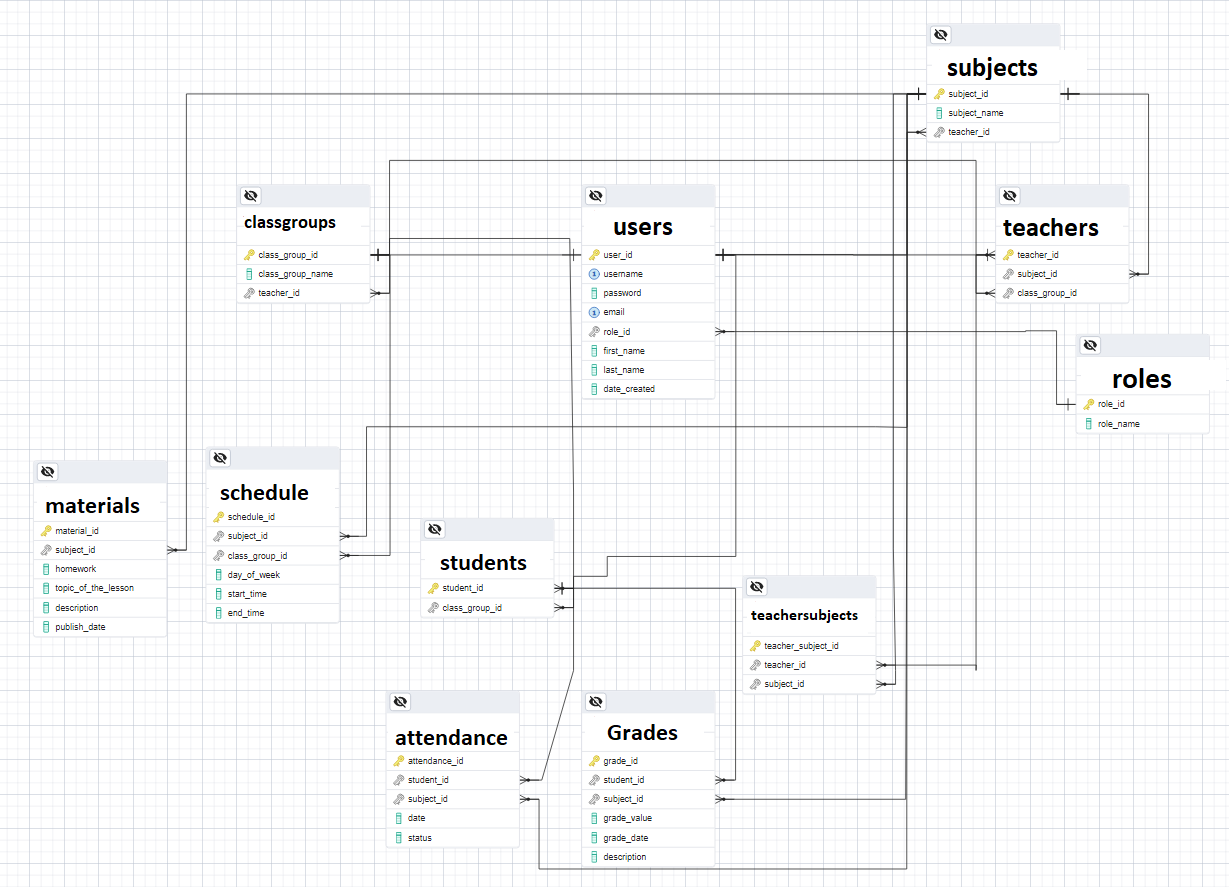 subjects
subject_id
subject_name
teacher_id
classgroups
class_group_id
class_group_name
teacher_id
users
user_id
username
password
email
role_id
first_name
last_name
date_created
teachers
teacher_id
subject_id
class_group_id
roles
role_id
role_name
materials
material_id
subject_id
homework
topic_of_the_lesson
description
publish_date
schedule
schedule_id
subject_id
class_group_id
day_of_week
start_time
end_time
students
student_id
class_group_id
teachersubjects
teacher_subject_id
teacher_id
subject_id
attendance
attendance_id
student_id
subject_id
date
status
Grades
grade_id
student_id
subject_id
grade_value
grade_date
description